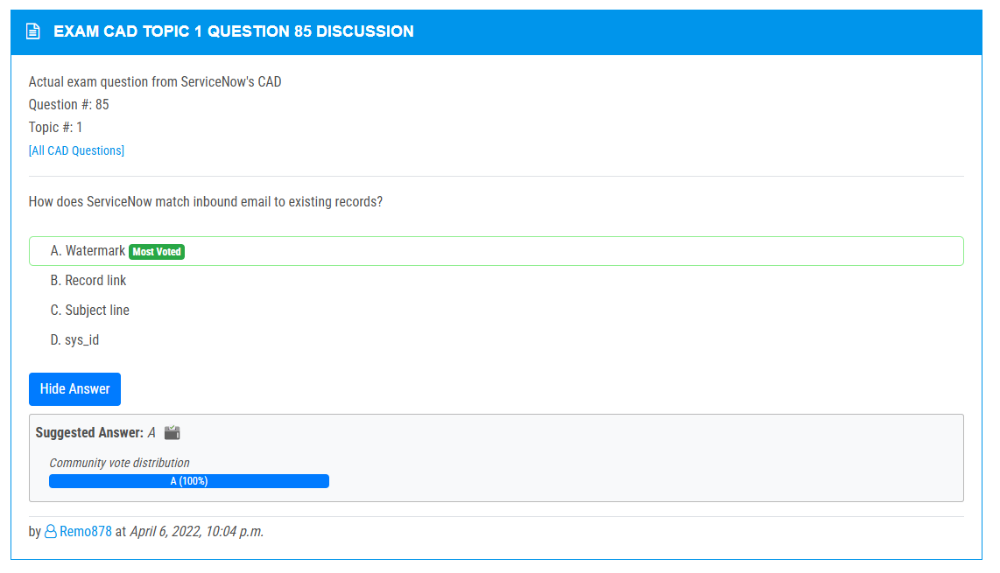 EXAM CAD TOPIC 1 QUESTION 85 DISCUSSION
Actual exam question from ServiceNow's CAD
Question #: 85
Topic #: 1
[All CAD Questions]
How does ServiceNow match inbound email to existing records?
A. Watermark Most Voted
B. Record link
C. Subject line
D. sys_id
Hide Answer
Suggested Answer: A
Community vote distribution
A (100%)
by Remo878 at April 6, 2022, 10:04 p.m.